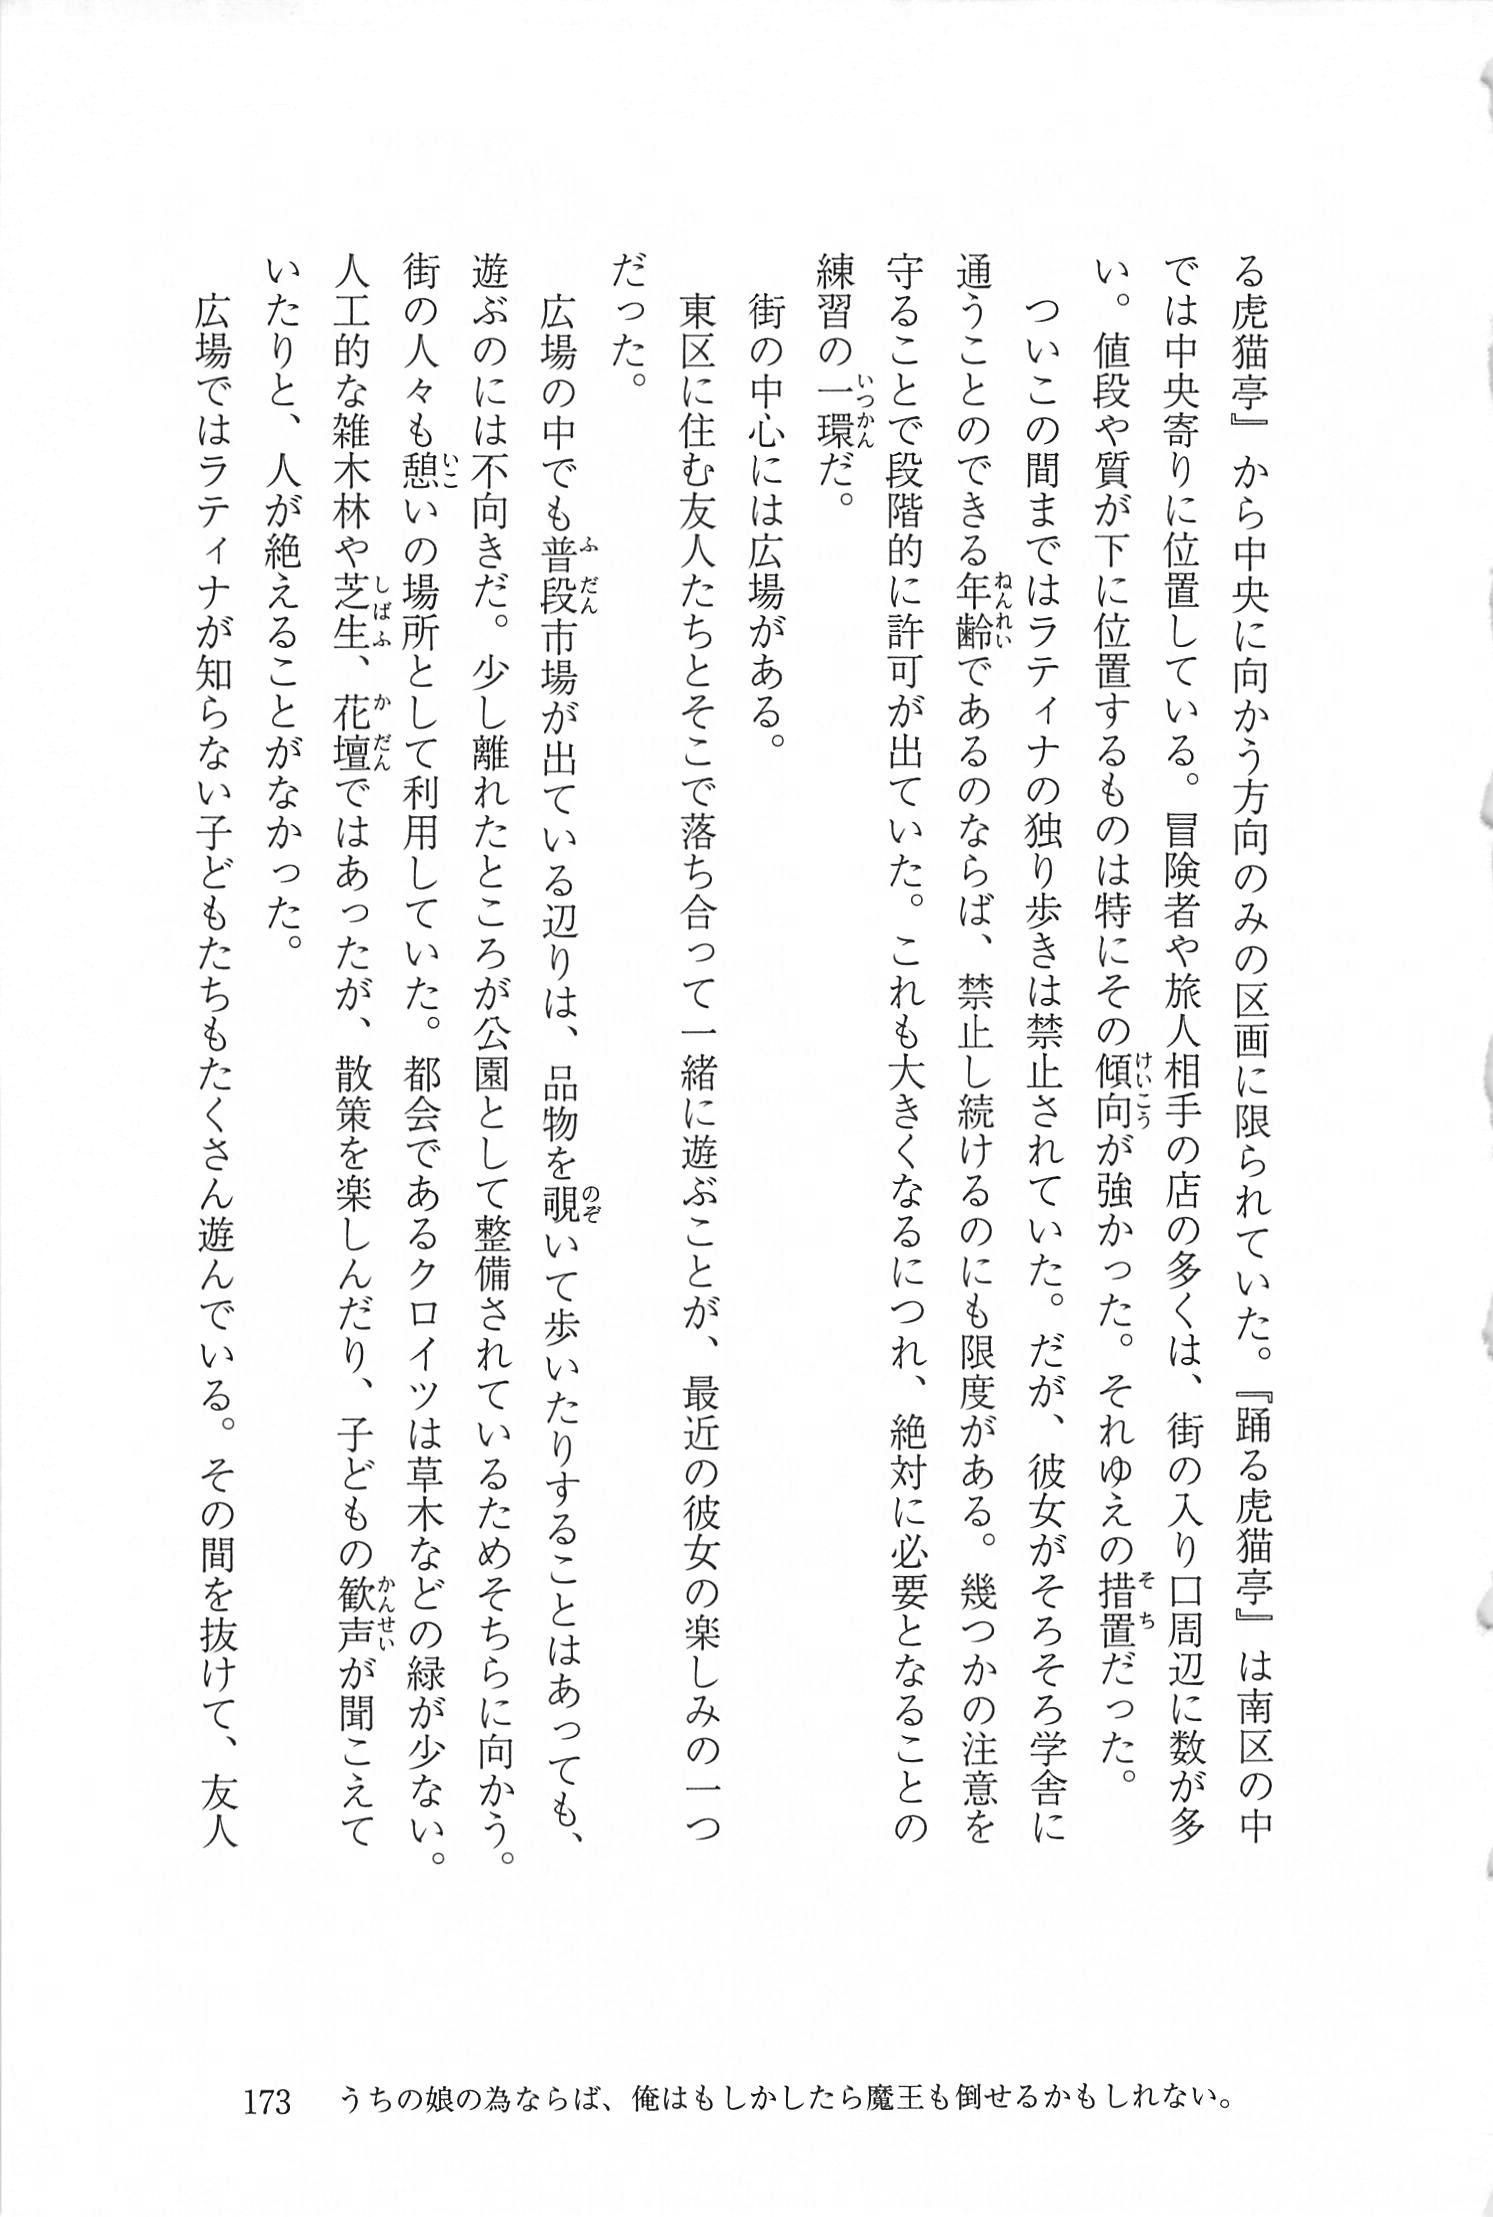 る虎猫亭』から中央に向かう方向のみの区画に限られていた。『踊る虎猫亭』は南区の中
では中央寄りに位置している。冒険者や旅人相手の店の多くは、街の入り口周辺に数が多
い。値段や質が下に位置するものは特にその傾向が強かった。それゆえの措置だった。
　ついこの間まではラティナの独り歩きは禁止されていた。だが、彼女がそろそろ学舎に
通うことのできる年齢であるのならば、禁止し続けるのにも限度がある。幾つかの注意を
守ることで段階的に許可が出ていた。これも大きくなるにつれ、絶対に必要となることの
練習の一環だ。
　街の中心には広場がある。
　東区に住む友人たちとそこで落ち合って一緒に遊ぶことが、最近の彼女の楽しみの一つ
だった。
　広場の中でも普段市場が出ている辺りは、品物を覗いて歩いたりすることはあっても、
遊ぶのには不向きだ。少し離れたところが公園として整備されているためそちらに向かう。
街の人々も憩いの場所として利用していた。都会であるクロイツは草木などの緑が少ない。
人工的な雑木林や芝生、花壇ではあったが、散策を楽しんだり、子どもの歓声が聞こえて
いたりと、人が絶えることがなかった。
　広場ではラティナが知らない子どもたちもたくさん遊んでいる。その間を抜けて、友人
173　うちの娘の為ならば、俺はもしかしたら魔王も倒せるかもしれない。